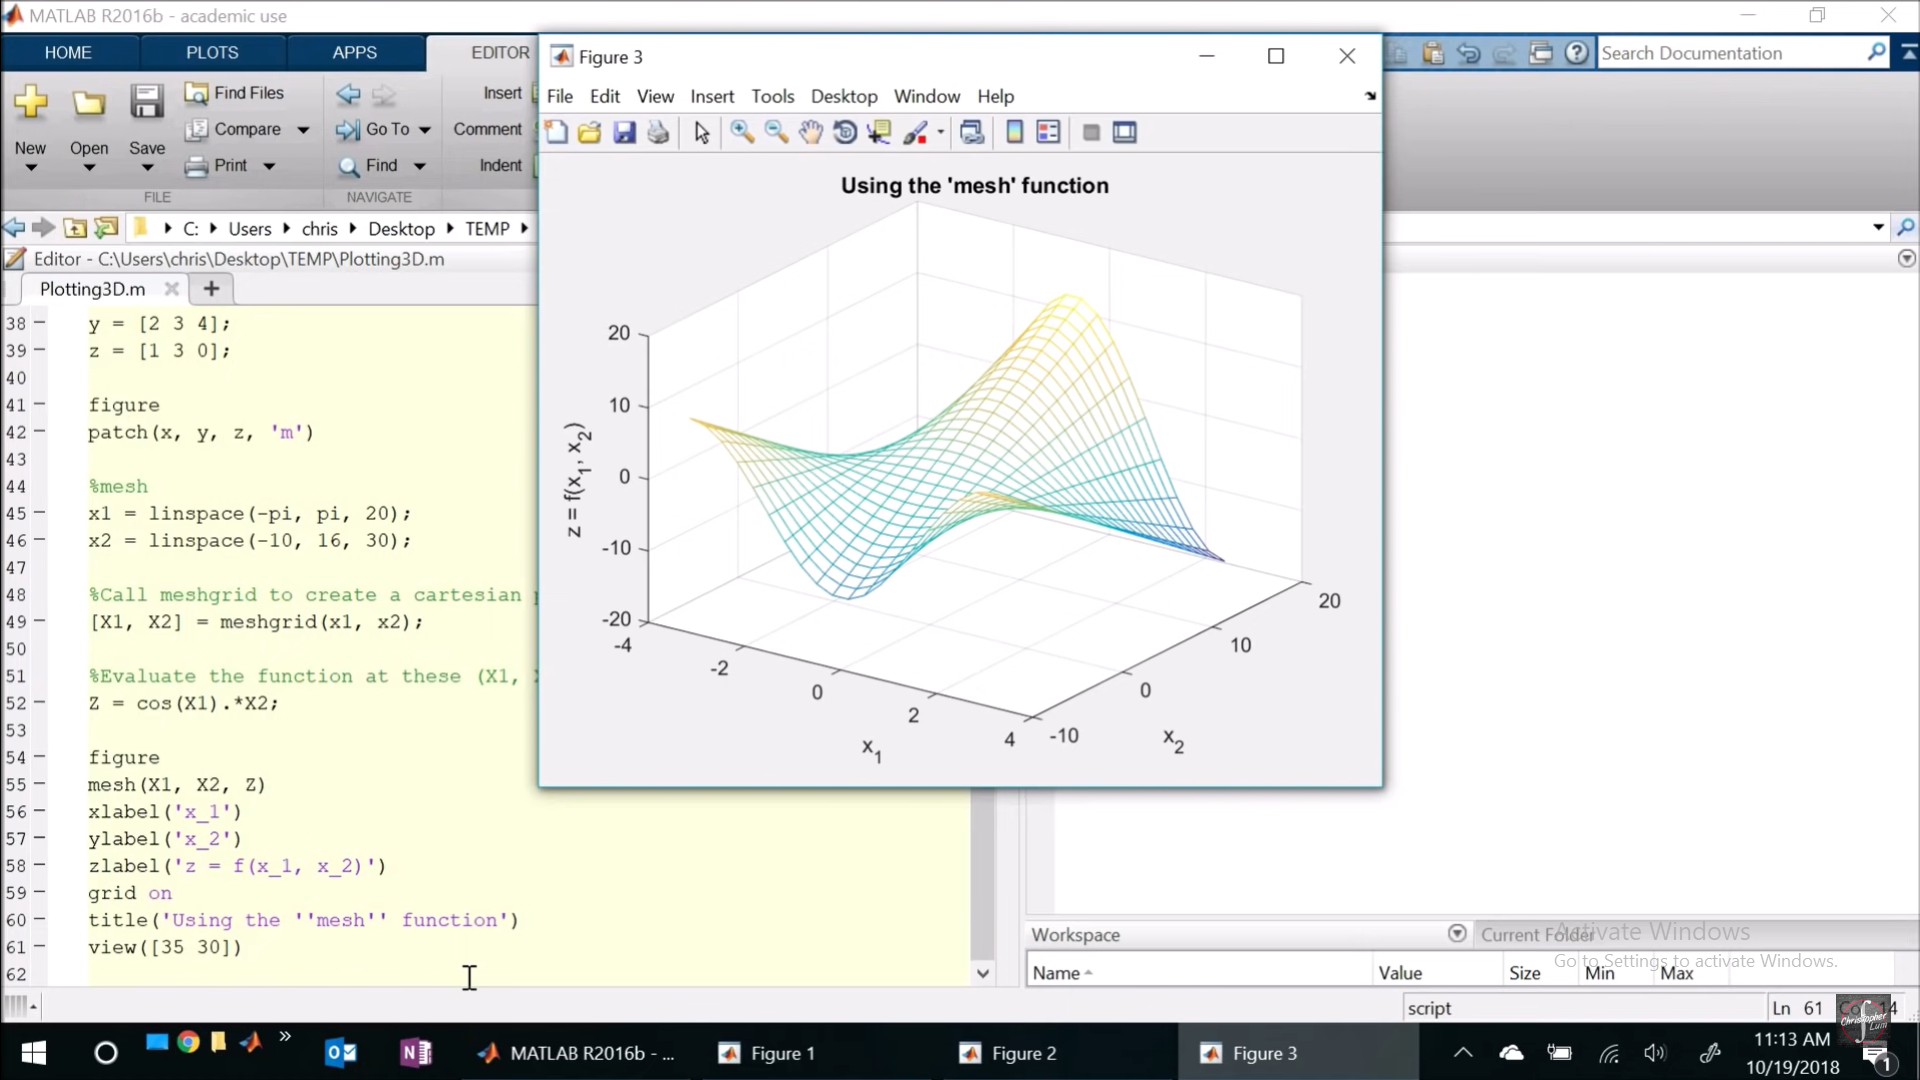 MATLAB R2016b - academic use
HOME PLOTS APPS EDITOR
Search Documentation
New Open Save
Find Files
Compare
Print
FILE
Go To
Find
NAVIGATE
Insert
Comment
Indent
C: Users chris Desktop TEMP
Editor - C:\Users\chris\Desktop\TEMP\Plotting3D.m
Plotting3D.m
38 y = [2 3 4];
39 z = [1 3 0];
40
41 figure
42 patch(x, y, z, 'm')
43
44 %mesh
45 x1 = linspace(-pi, pi, 20);
46 x2 = linspace(-10, 16, 30);
47
48 %Call meshgrid to create a cartesian
49 [X1, X2] = meshgrid(x1, x2);
50
51 %Evaluate the function at these (X1,
52 Z = cos(X1).*X2;
53
54 figure
55 mesh(X1, X2, Z)
56 xlabel('x_1')
57 ylabel('x_2')
58 zlabel('z = f(x_1, x_2)')
59 grid on
60 title('Using the ''mesh'' function')
61 view([35 30])
62
Figure 3
File Edit View Insert Tools Desktop Window Help
Using the 'mesh' function
20
10
0
-10
-20
z = f(x1, x2)
-4
-2
0
2
4
x1
-10
0
10
20
x2
Workspace
Current Folder
Name Value Size Min Max
Activate Windows
Go to Settings to activate Windows.
script
Ln 61
14
Christopher
Lum
MATLAB R2016b - ...
Figure 1
Figure 2
Figure 3
11:13 AM
10/19/2018
1